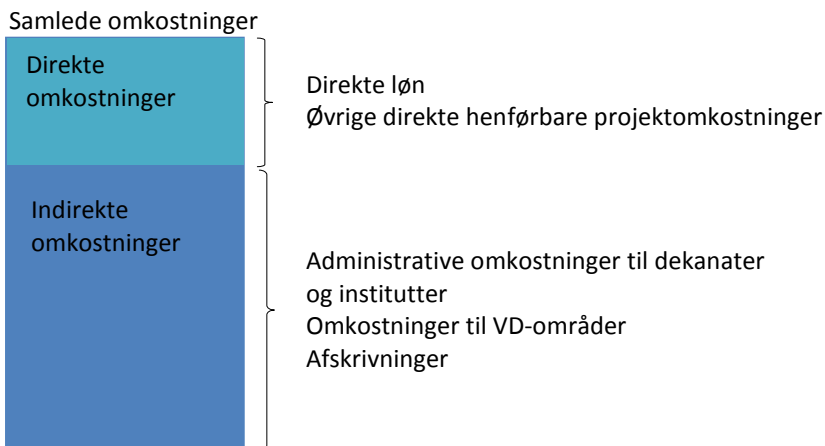 Samlede omkostninger
Direkte
omkostninger
Direkte løn
Øvrige direkte henførbare projektomkostninger
Indirekte
omkostninger
Administrative omkostninger til dekanater
og institutter
Omkostninger til VD-områder
Afskrivninger